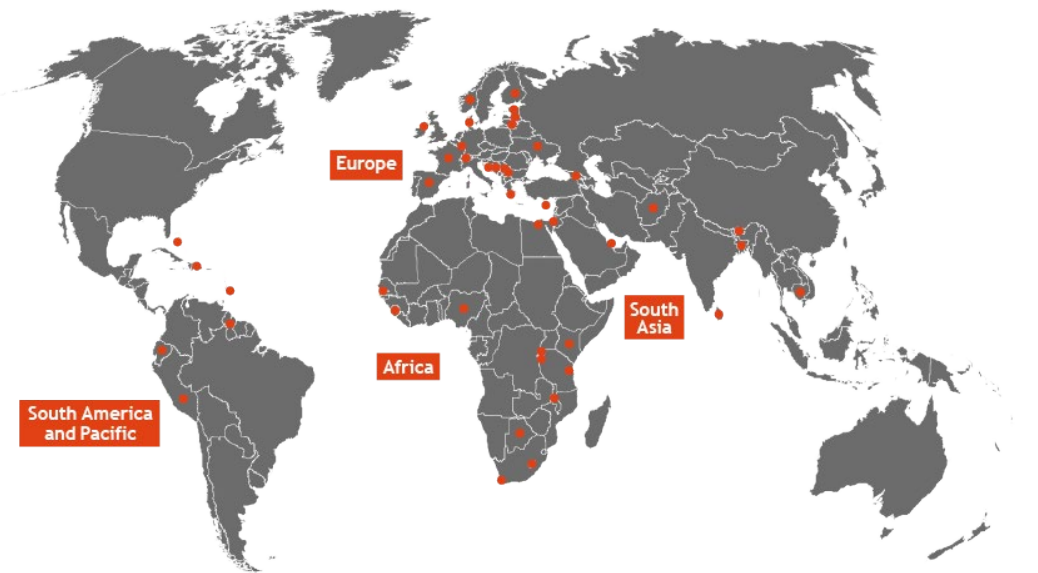 Europe
South
Asia
Africa
South America
and Pacific